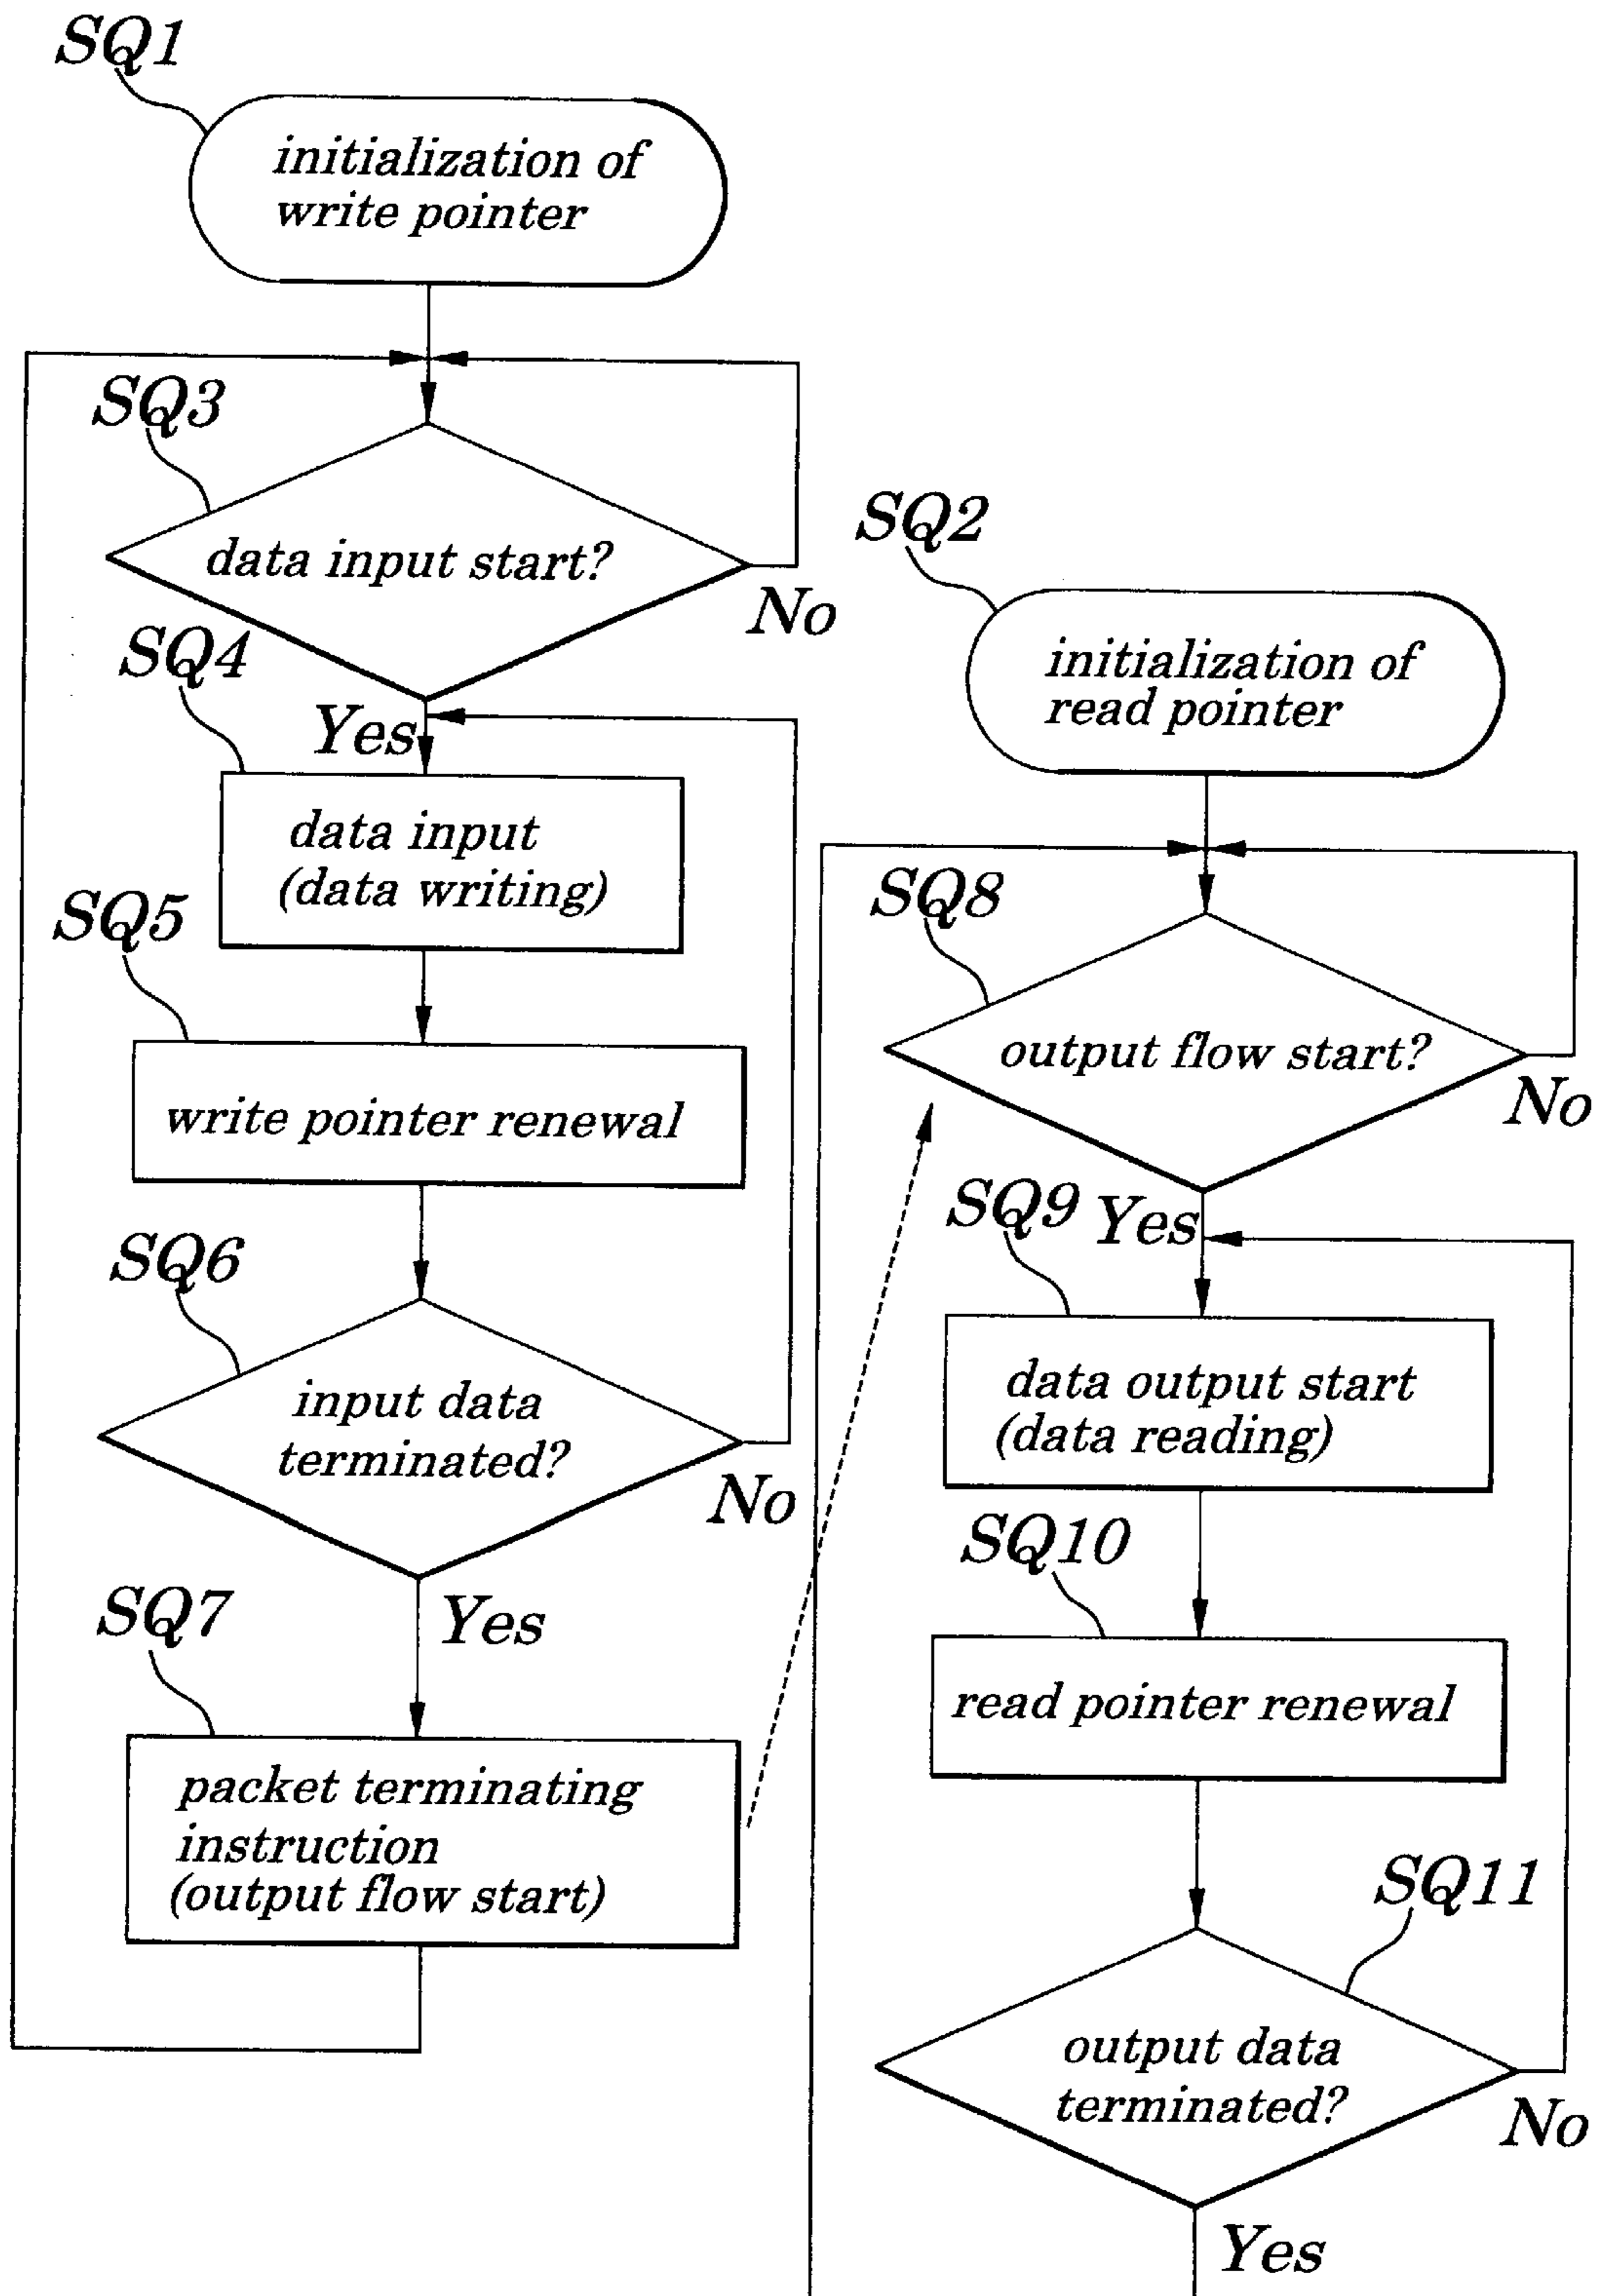 SQ1
initialization of
write pointer
SQ3
data input start?
No
SQ4
Yes
data input
(data writing)
SQ5
write pointer renewal
SQ6
input data
terminated?
No
Yes
SQ7
packet terminating
instruction
(output flow start)
SQ2
initialization of
read pointer
SQ8
output flow start?
No
SQ9
Yes
data output start
(data reading)
SQ10
read pointer renewal
SQ11
output data
terminated?
No
Yes